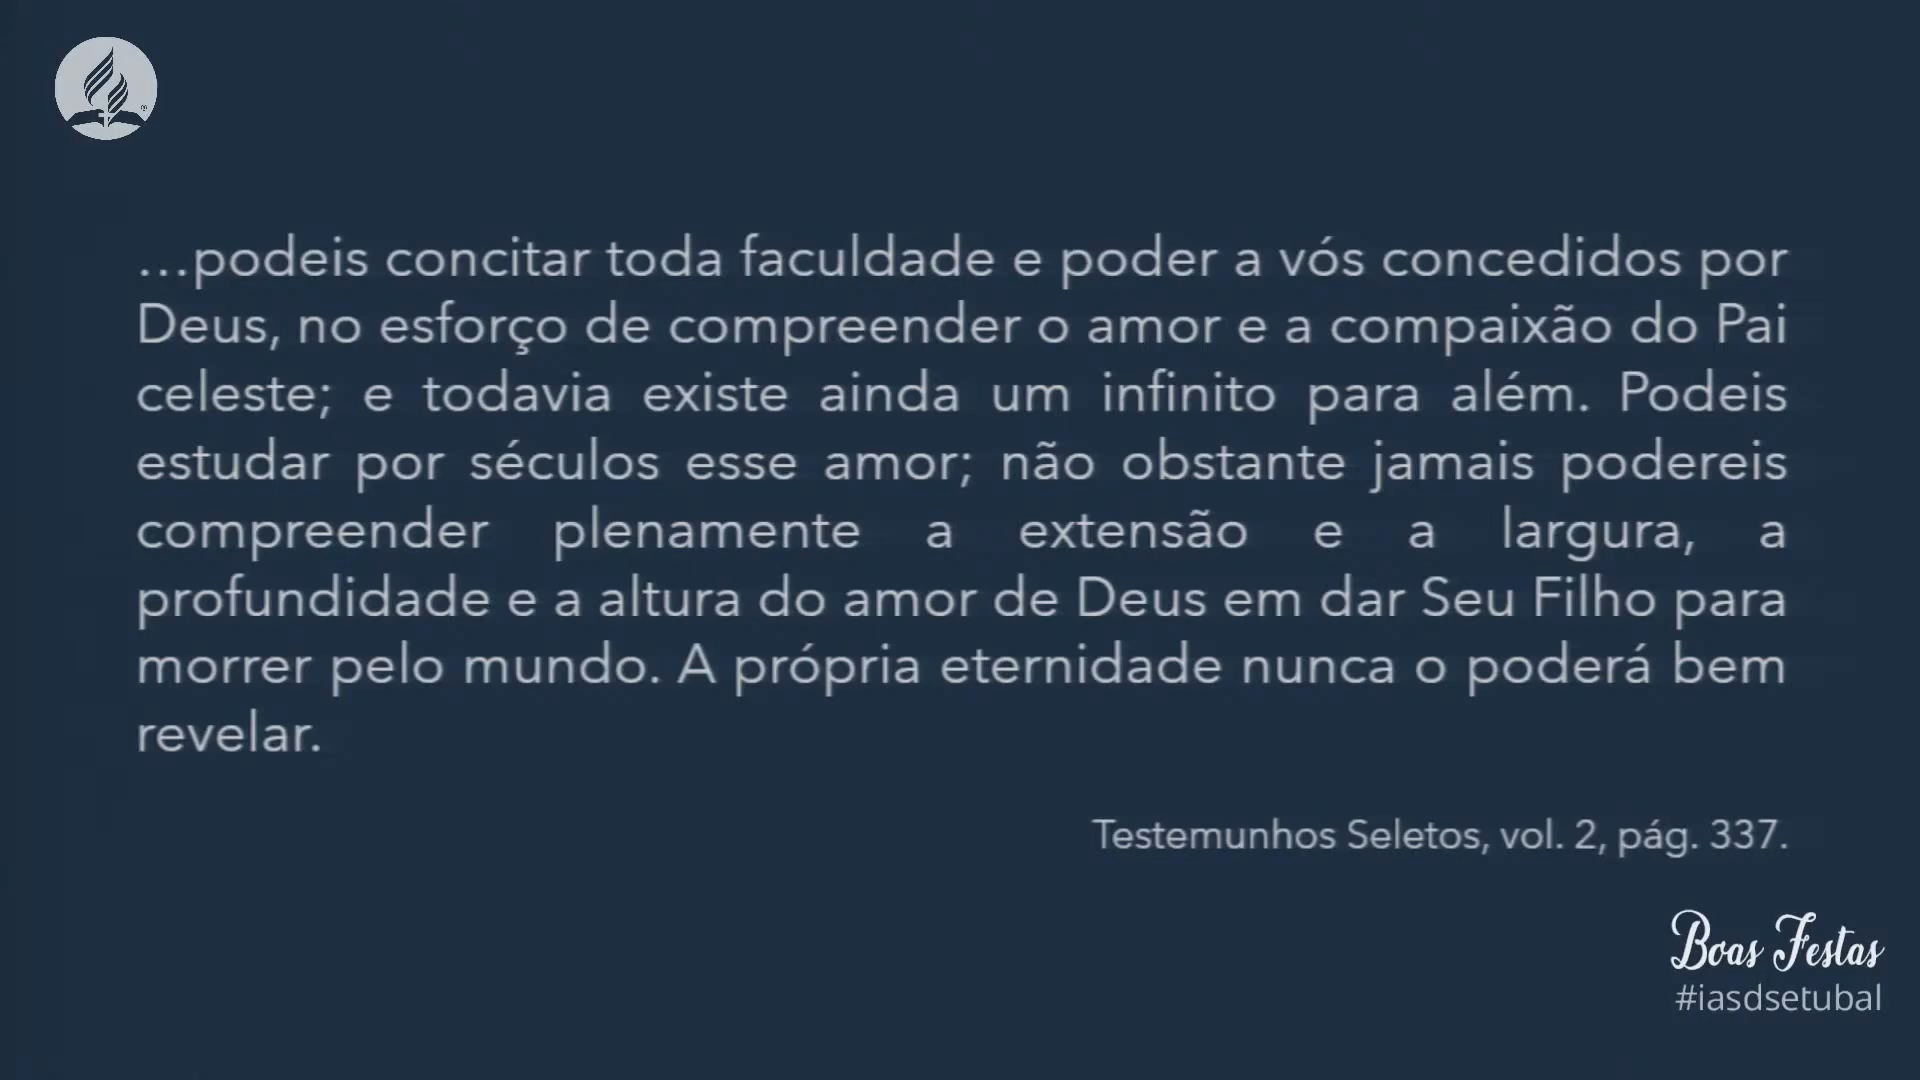 …podeis concitar toda faculdade e poder a vós concedidos por
Deus, no esforço de compreender o amor e a compaixão do Pai
celeste; e todavia existe ainda um infinito para além. Podeis
estudar por séculos esse amor; não obstante jamais podereis
compreender plenamente a extensão e a largura, a
profundidade e a altura do amor de Deus em dar Seu Filho para
morrer pelo mundo. A própria eternidade nunca o poderá bem
revelar.
Testemunhos Seletos, vol. 2, pág. 337.
Boas Festas
#iasdsetubal